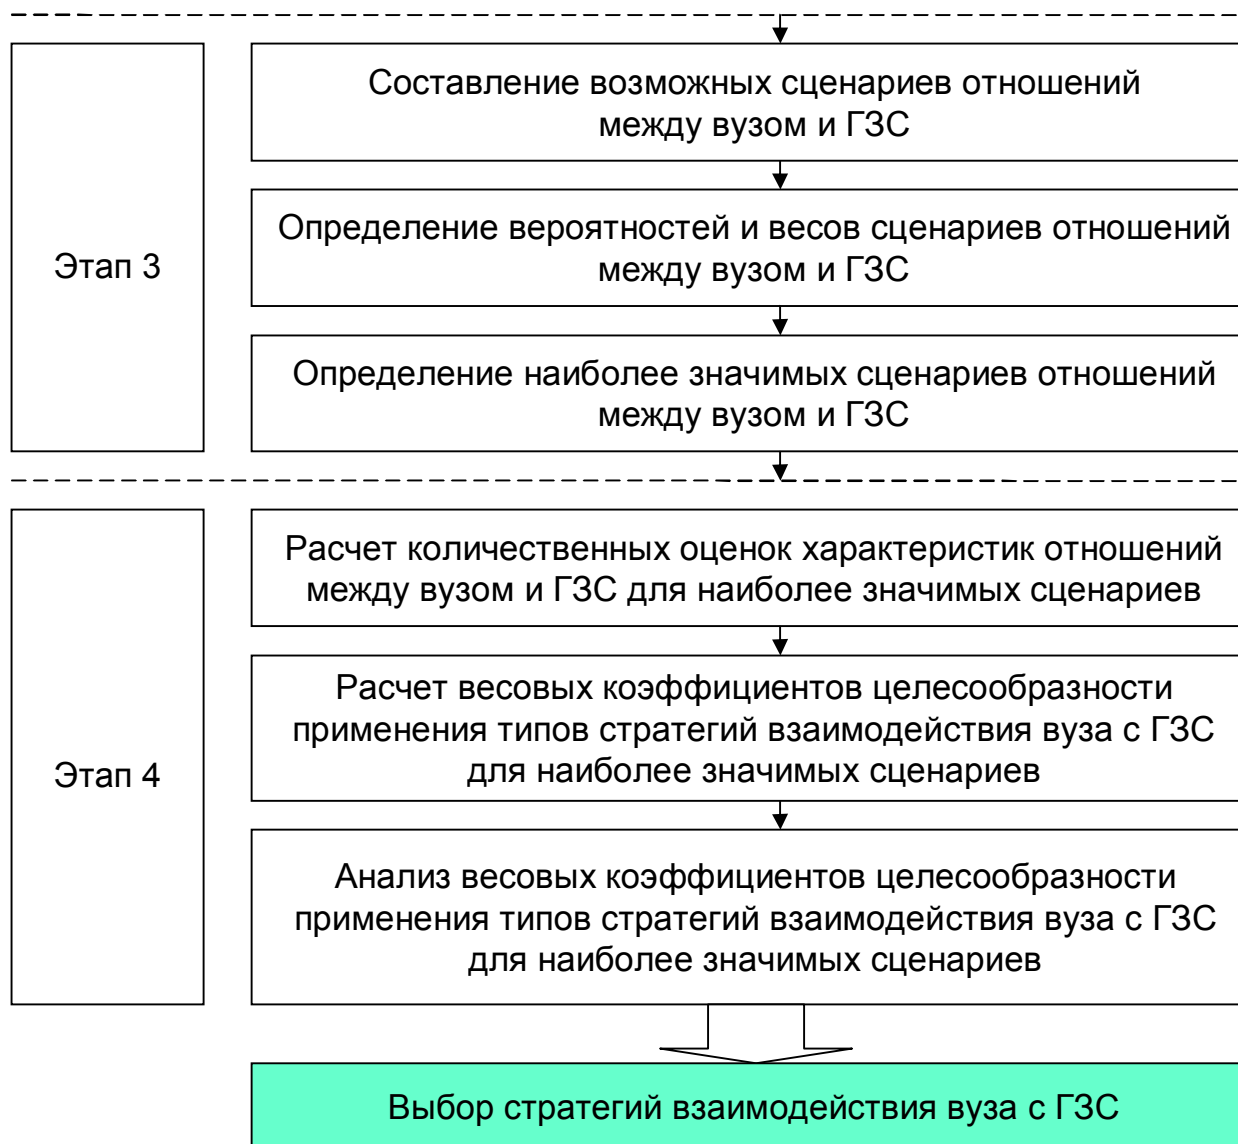 Этап 3
Составление возможных сценариев отношений
между вузом и ГЗС
Определение вероятностей и весов сценариев отношений
между вузом и ГЗС
Определение наиболее значимых сценариев отношений
между вузом и ГЗС
Этап 4
Расчет количественных оценок характеристик отношений
между вузом и ГЗС для наиболее значимых сценариев
Расчет весовых коэффициентов целесообразности
применения типов стратегий взаимодействия вуза с ГЗС
для наиболее значимых сценариев
Анализ весовых коэффициентов целесообразности
применения типов стратегий взаимодействия вуза с ГЗС
для наиболее значимых сценариев
Выбор стратегий взаимодействия вуза с ГЗС